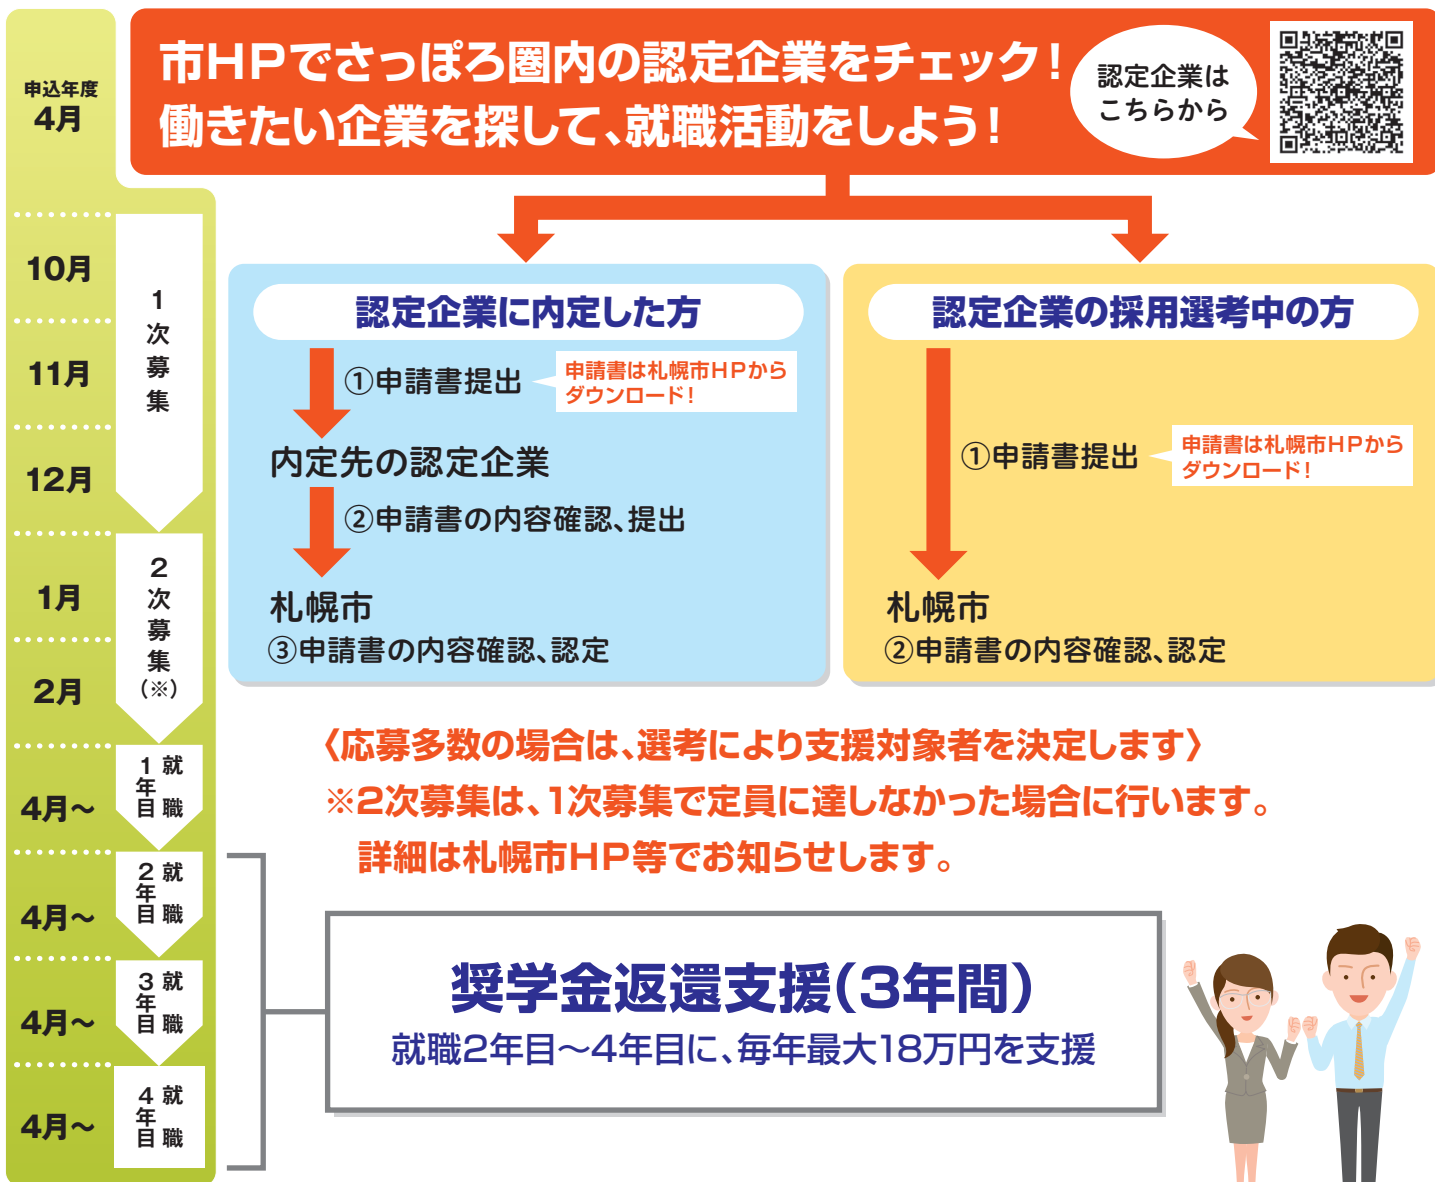 申込年度
4月
市HPでさっぽろ圏内の認定企業をチェック!
働きたい企業を探して、就職活動をしよう!
認定企業は
こちらから
10月
11月
12月
1月
2月
4月〜
4月〜
4月〜
4月〜
1次募集
2次募集(※)
就職1年目
就職2年目
就職3年目
就職4年目
認定企業に内定した方
①申請書提出
申請書は札幌市HPから
ダウンロード!
内定先の認定企業
②申請書の内容確認、提出
札幌市
③申請書の内容確認、認定
認定企業の採用選考中の方
①申請書提出
申請書は札幌市HPから
ダウンロード!
札幌市
②申請書の内容確認、認定
〈応募多数の場合は、選考により支援対象者を決定します〉
※2次募集は、1次募集で定員に達しなかった場合に行います。
詳細は札幌市HP等でお知らせします。
奨学金返還支援(3年間)
就職2年目〜4年目に、毎年最大18万円を支援